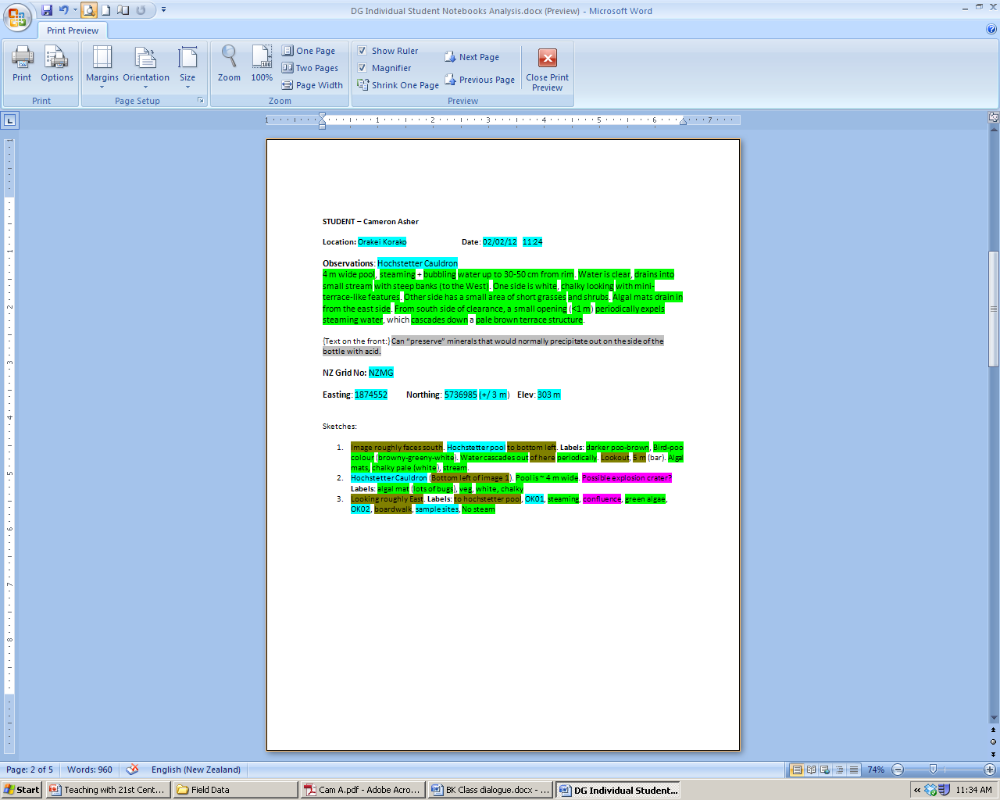 DG Individual Student Notebooks Analysis.docx (Preview) - Microsoft Word
Print Preview
Print
Options
Margins
Orientation
Size
Zoom
100%
One Page
Two Pages
Page Width
Show Ruler
Magnifier
Shrink One Page
Next Page
Previous Page
Close Print
Preview
Print
Page Setup
Zoom
Preview
1 1 2 3 4 5 6 7
STUDENT – Cameron Asher
Location: Orakei Korako Date: 02/02/12 11:24
Observations: Hochstetter Cauldron
4 m wide pool, steaming + bubbling water up to 30-50 cm from rim. Water is clear, drains into
small stream with steep banks (to the West). One side is white, chalky looking with mini-
terrace-like features. Other side has a small area of short grasses and shrubs. Algal mats drain in
from the east side. From south side of clearance, a small opening (<1 m) periodically expels
steaming water, which cascades down a pale brown terrace structure.
{Text on the front:} Can “preserve” minerals that would normally precipitate out on the side of the
bottle with acid.
NZ Grid No: NZMG
Easting: 1874552 Northing: 5736985 (+/ 3 m) Elev: 303 m
Sketches:
1. Image roughly faces south. Hochstetter pool to bottom left. Labels: darker poo-brown, Bird-poo
colour (browny-greeny-white). Water cascades out of here periodically. Lookout, 5 m (bar). Algal
mats, chalky pale (white), stream.
2. Hochstetter Cauldron (Bottom left of image 1). Pool is ~ 4 m wide. Possible explosion crater?
Labels: algal mat (lots of bugs), veg, white, chalky
3. Looking roughly East. Labels: to hochstetter pool, OK01, steaming, confluence, green algae,
OK02, boardwalk, sample sites, No steam
Page: 2 of 5 Words: 960 English (New Zealand) 74%
Start Teaching with 21st Cent... Field Data Cam A.pdf - Adobe Acro... BK Class dialogue.docx - ... DG Individual Student... « 11:34 AM